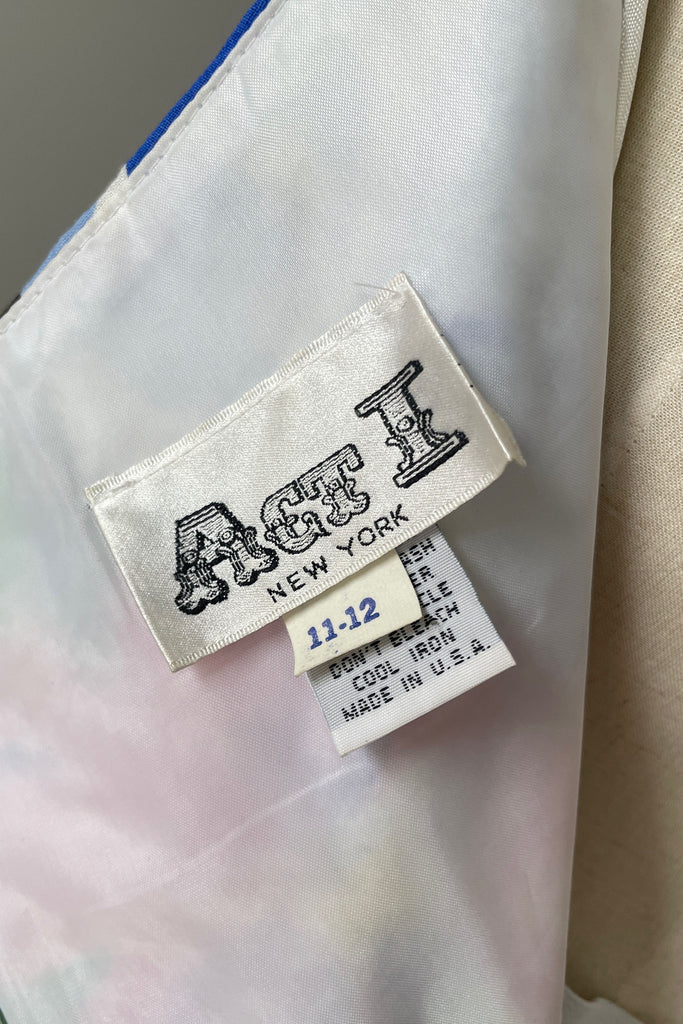 Act I
NEW YORK
11-12
DON'T BLEACH
COOL IRON
MADE IN U.S.A.